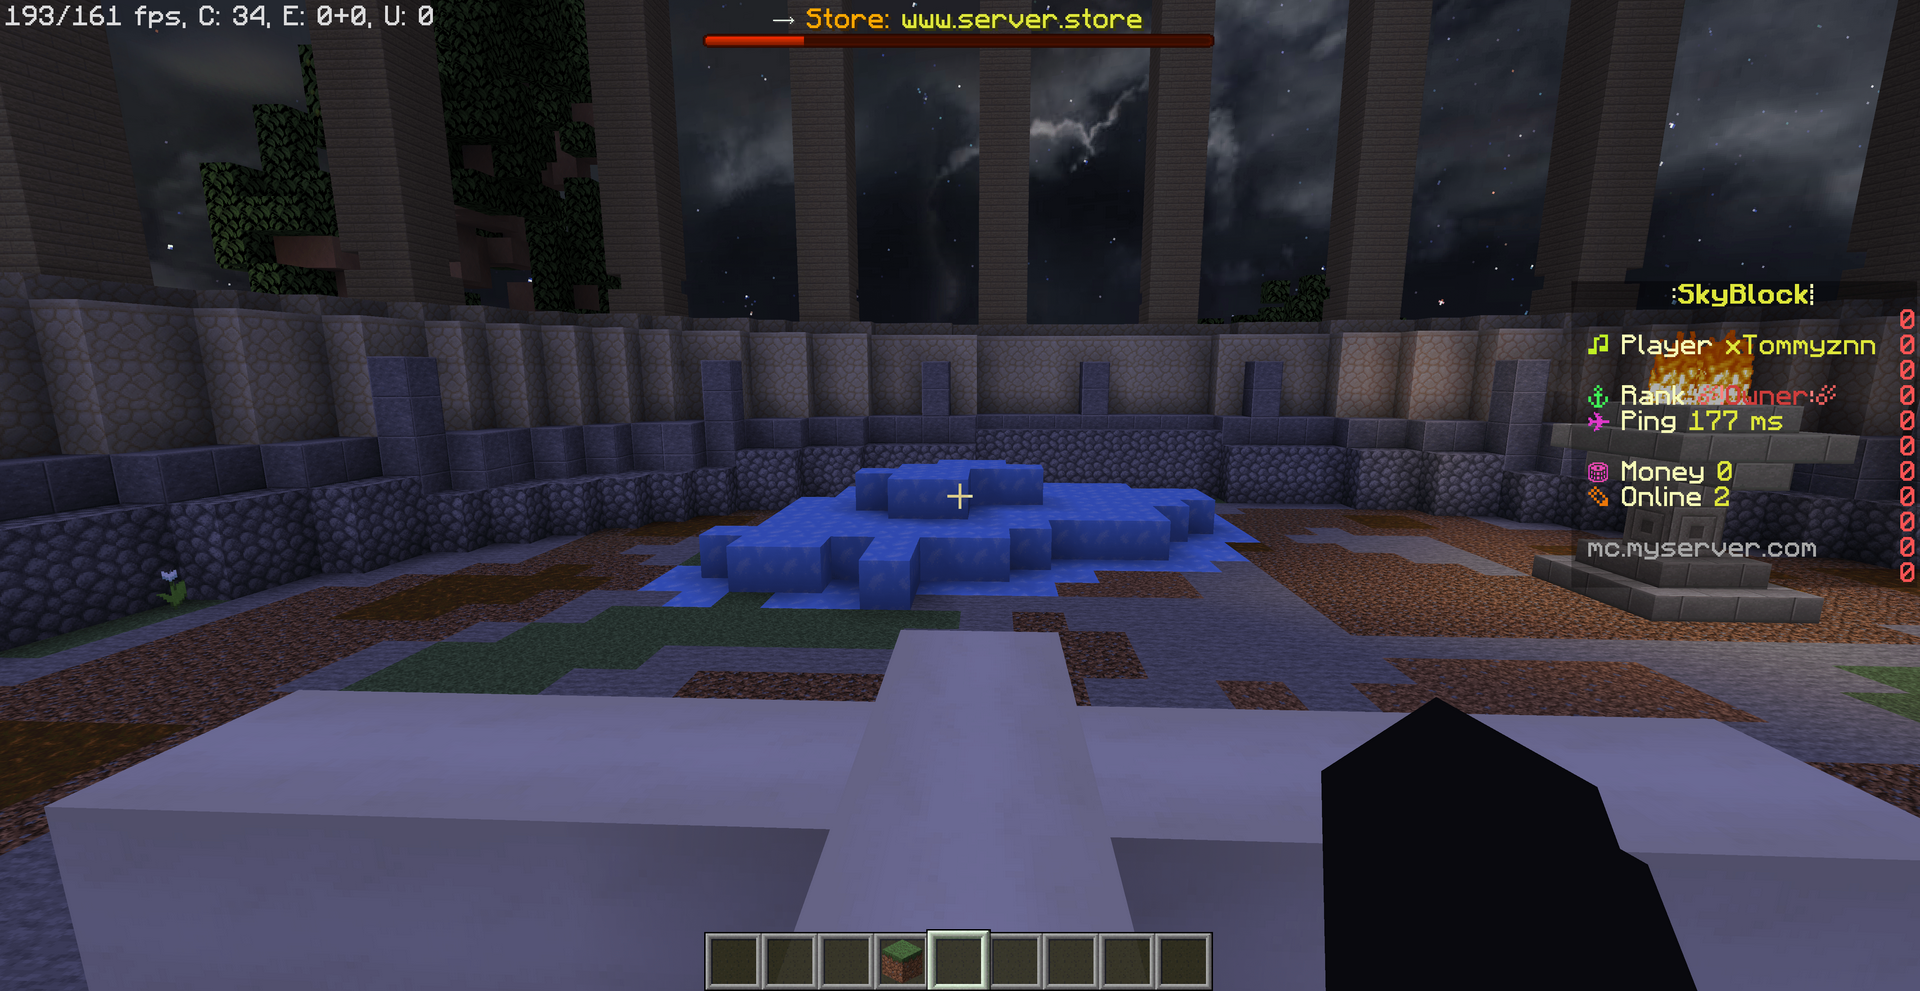 193/161 fps, C: 34, E: 0+0, U: 0
→ Store: www.server.store
SkyBlock
0
Player xTommyznn 0
0
Rank Owner 0
Ping 177 ms 0
0
Money 0 0
Online 2 0
0
mc.myserver.com 0
0